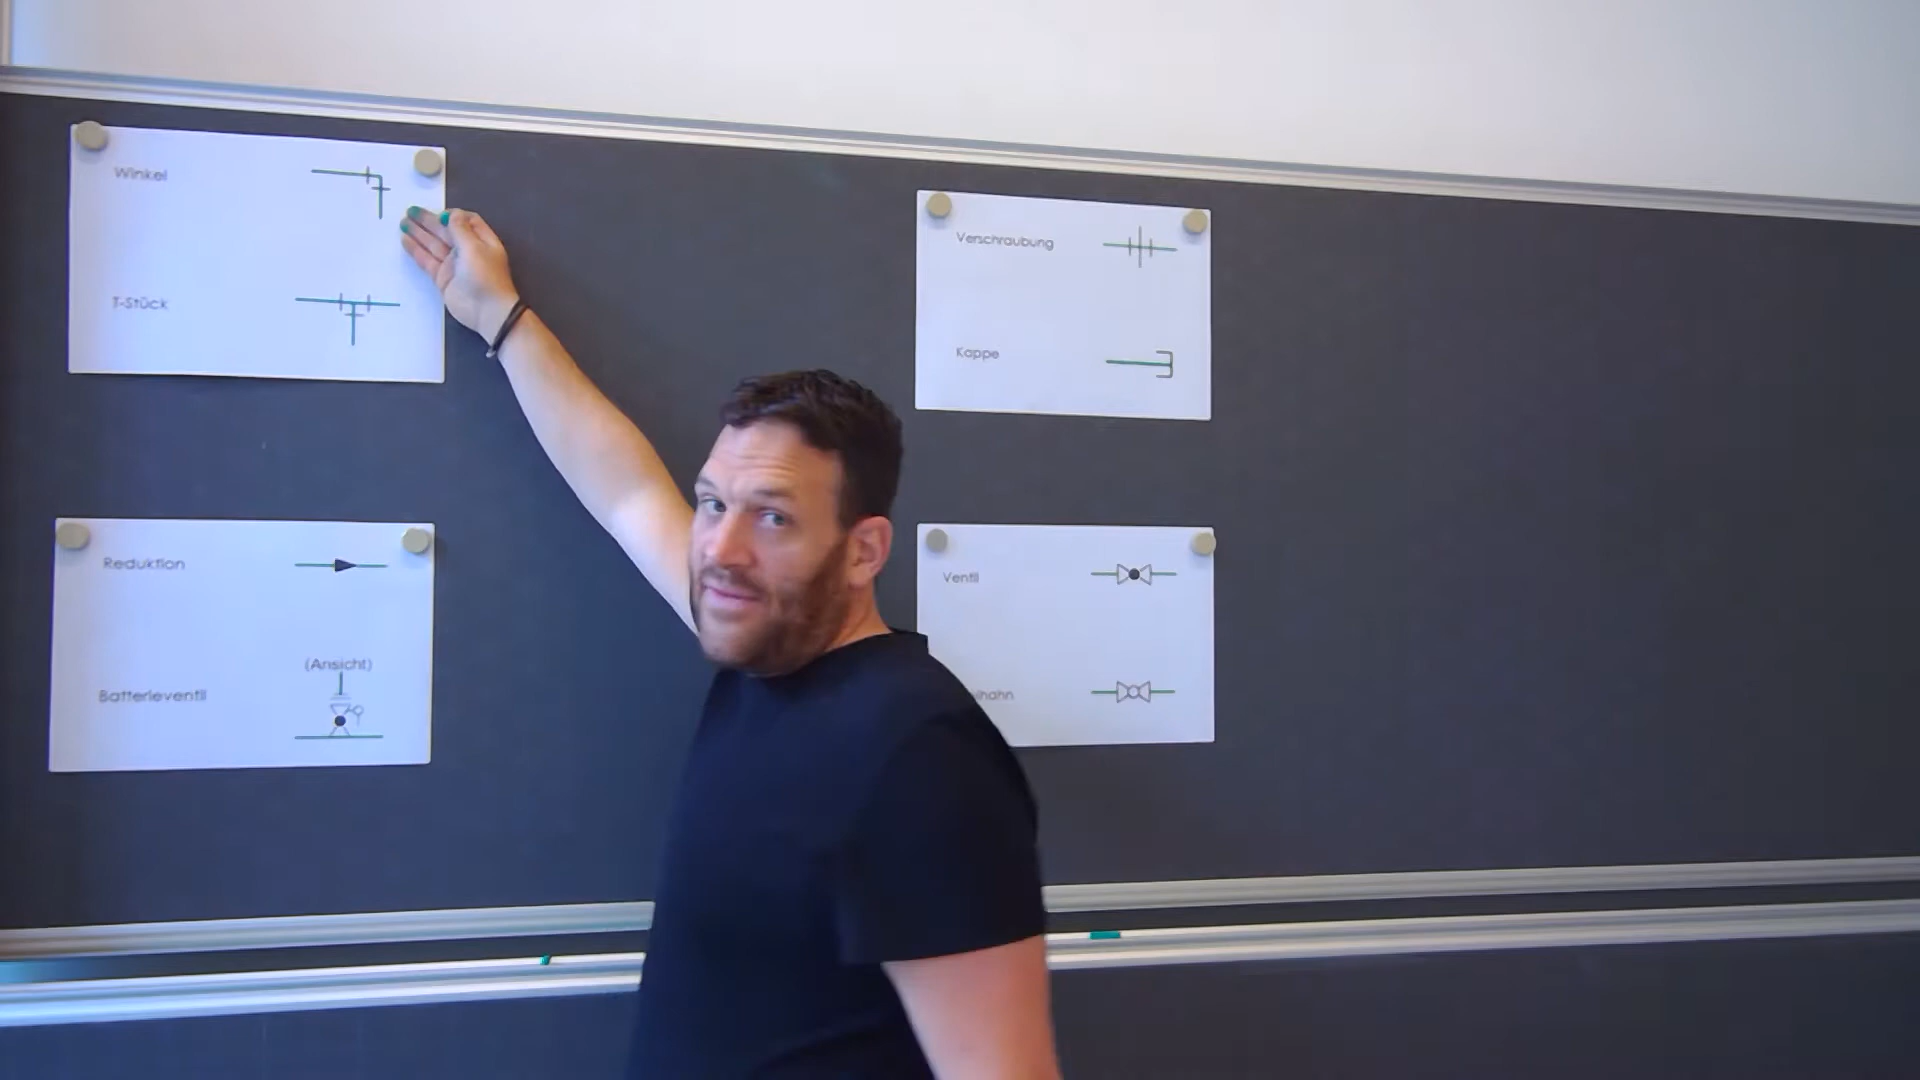 Winkel
T-Stück
Verschraubung
Kappe
Reduktion
(Ansicht)
Batterieventil
Ventil